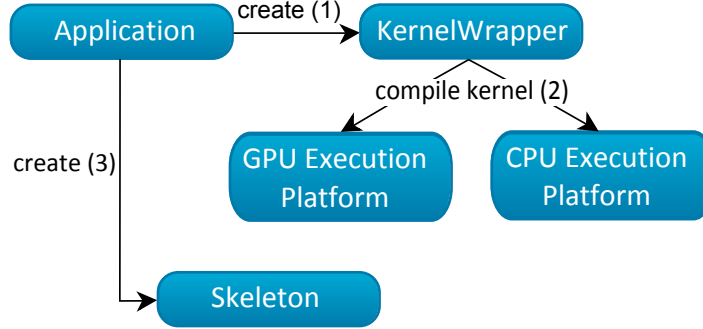 create (1)
Application
KernelWrapper
compile kernel (2)
GPU Execution
Platform
CPU Execution
Platform
create (3)
Skeleton